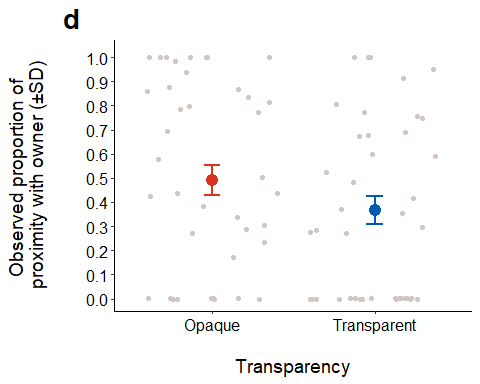 d
Observed proportion of
proximity with owner (±SD)
1.0
0.9
0.8
0.7
0.6
0.5
0.4
0.3
0.2
0.1
0.0
Opaque
Transparent
Transparency